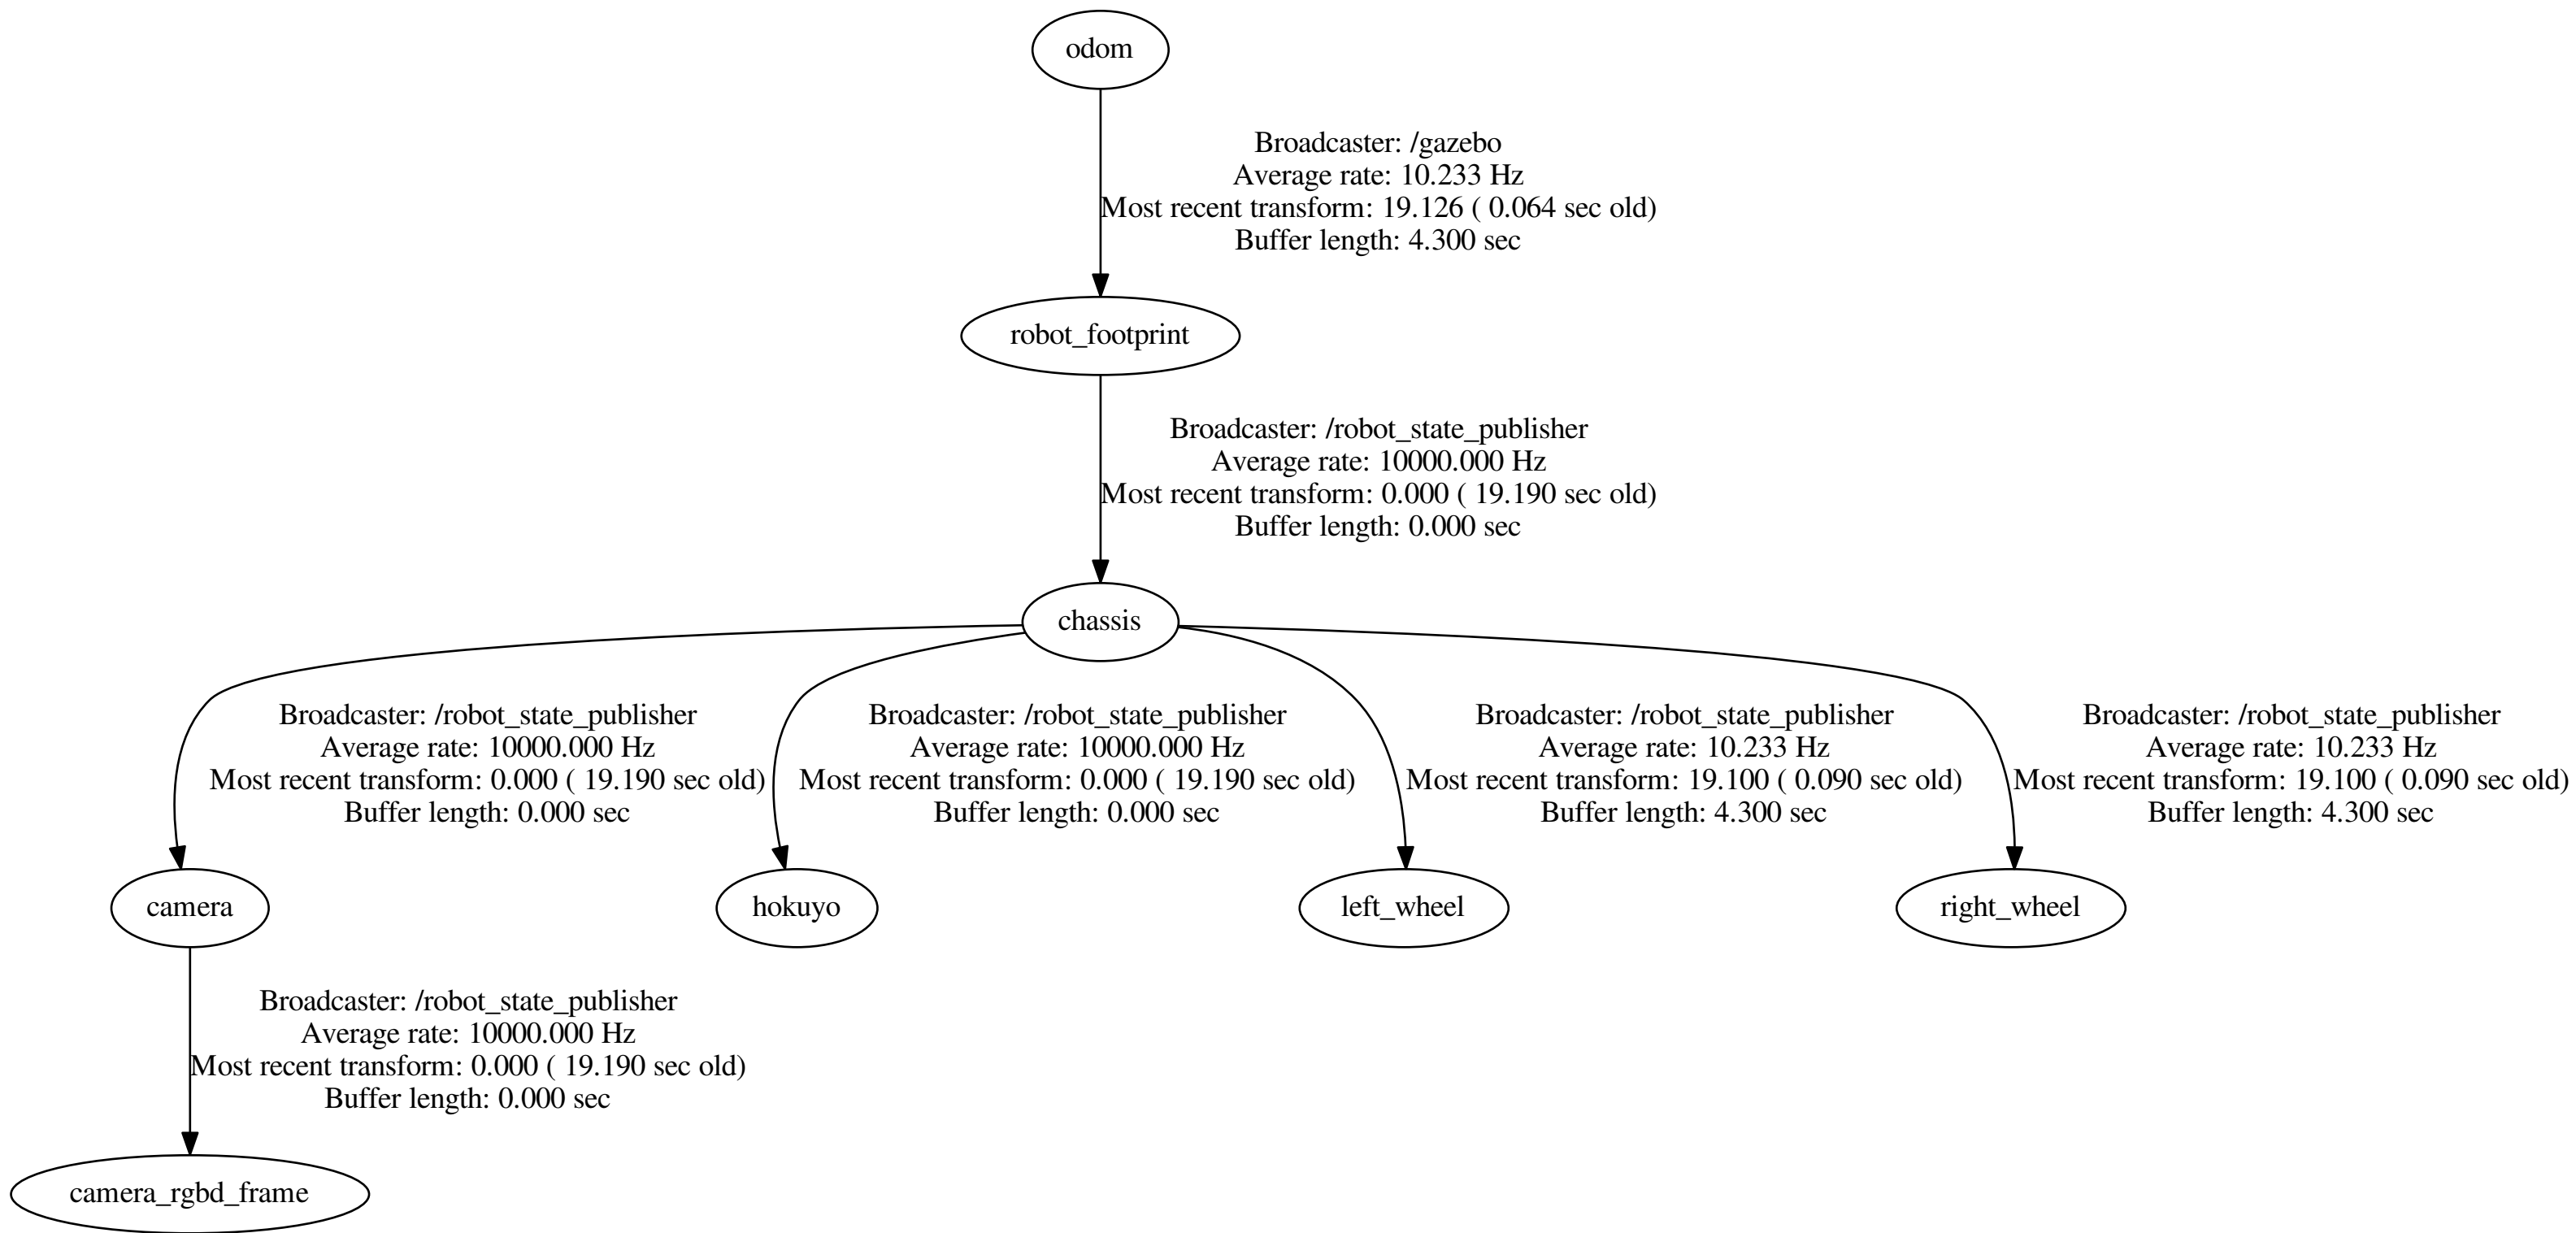 odom
Broadcaster: /gazebo
Average rate: 10.233 Hz
Most recent transform: 19.126 ( 0.064 sec old)
Buffer length: 4.300 sec
robot_footprint
Broadcaster: /robot_state_publisher
Average rate: 10000.000 Hz
Most recent transform: 0.000 ( 19.190 sec old)
Buffer length: 0.000 sec
chassis
Broadcaster: /robot_state_publisher
Average rate: 10000.000 Hz
Most recent transform: 0.000 ( 19.190 sec old)
Buffer length: 0.000 sec
Broadcaster: /robot_state_publisher
Average rate: 10000.000 Hz
Most recent transform: 0.000 ( 19.190 sec old)
Buffer length: 0.000 sec
Broadcaster: /robot_state_publisher
Average rate: 10.233 Hz
Most recent transform: 19.100 ( 0.090 sec old)
Buffer length: 4.300 sec
Broadcaster: /robot_state_publisher
Average rate: 10.233 Hz
Most recent transform: 19.100 ( 0.090 sec old)
Buffer length: 4.300 sec
camera
hokuyo
left_wheel
right_wheel
Broadcaster: /robot_state_publisher
Average rate: 10000.000 Hz
Most recent transform: 0.000 ( 19.190 sec old)
Buffer length: 0.000 sec
camera_rgbd_frame